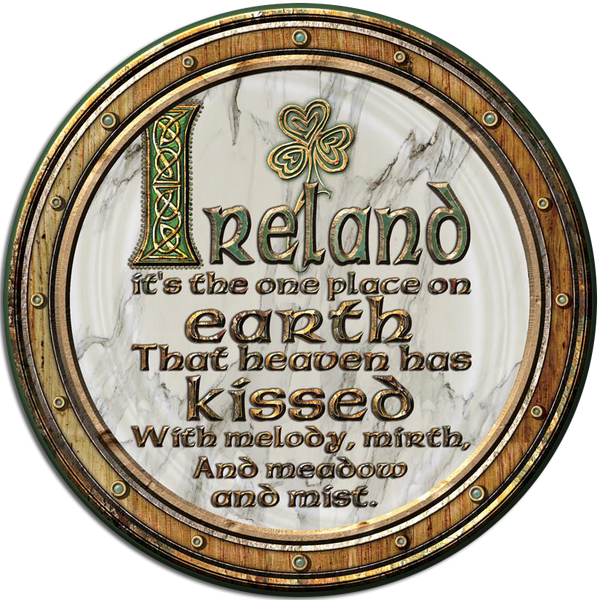 Ireland
it's the one place on
earth
That heaven has
kissed
With melody, mirth,
And meadow
and mist.